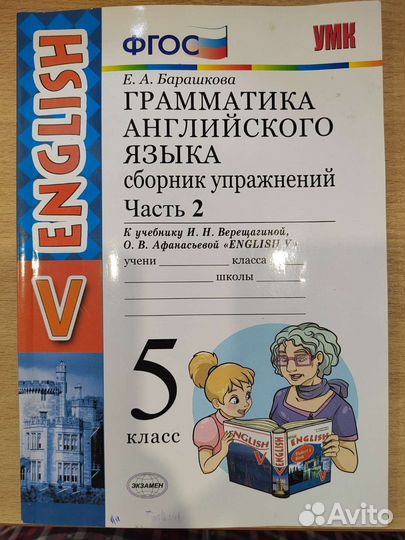 ФГОС
УМК
Е. А. Барашкова
ГРАММАТИКА
АНГЛИЙСКОГО
ЯЗЫКА
сборник упражнений
Часть 2
К учебнику И. Н. Верещагиной,
О. В. Афанасьевой «ENGLISH V»
учени класса
школы
ENGLISH
V
5
класс
ENGLISH
V
ENGLISH
V
ЭКЗАМЕН
Avito